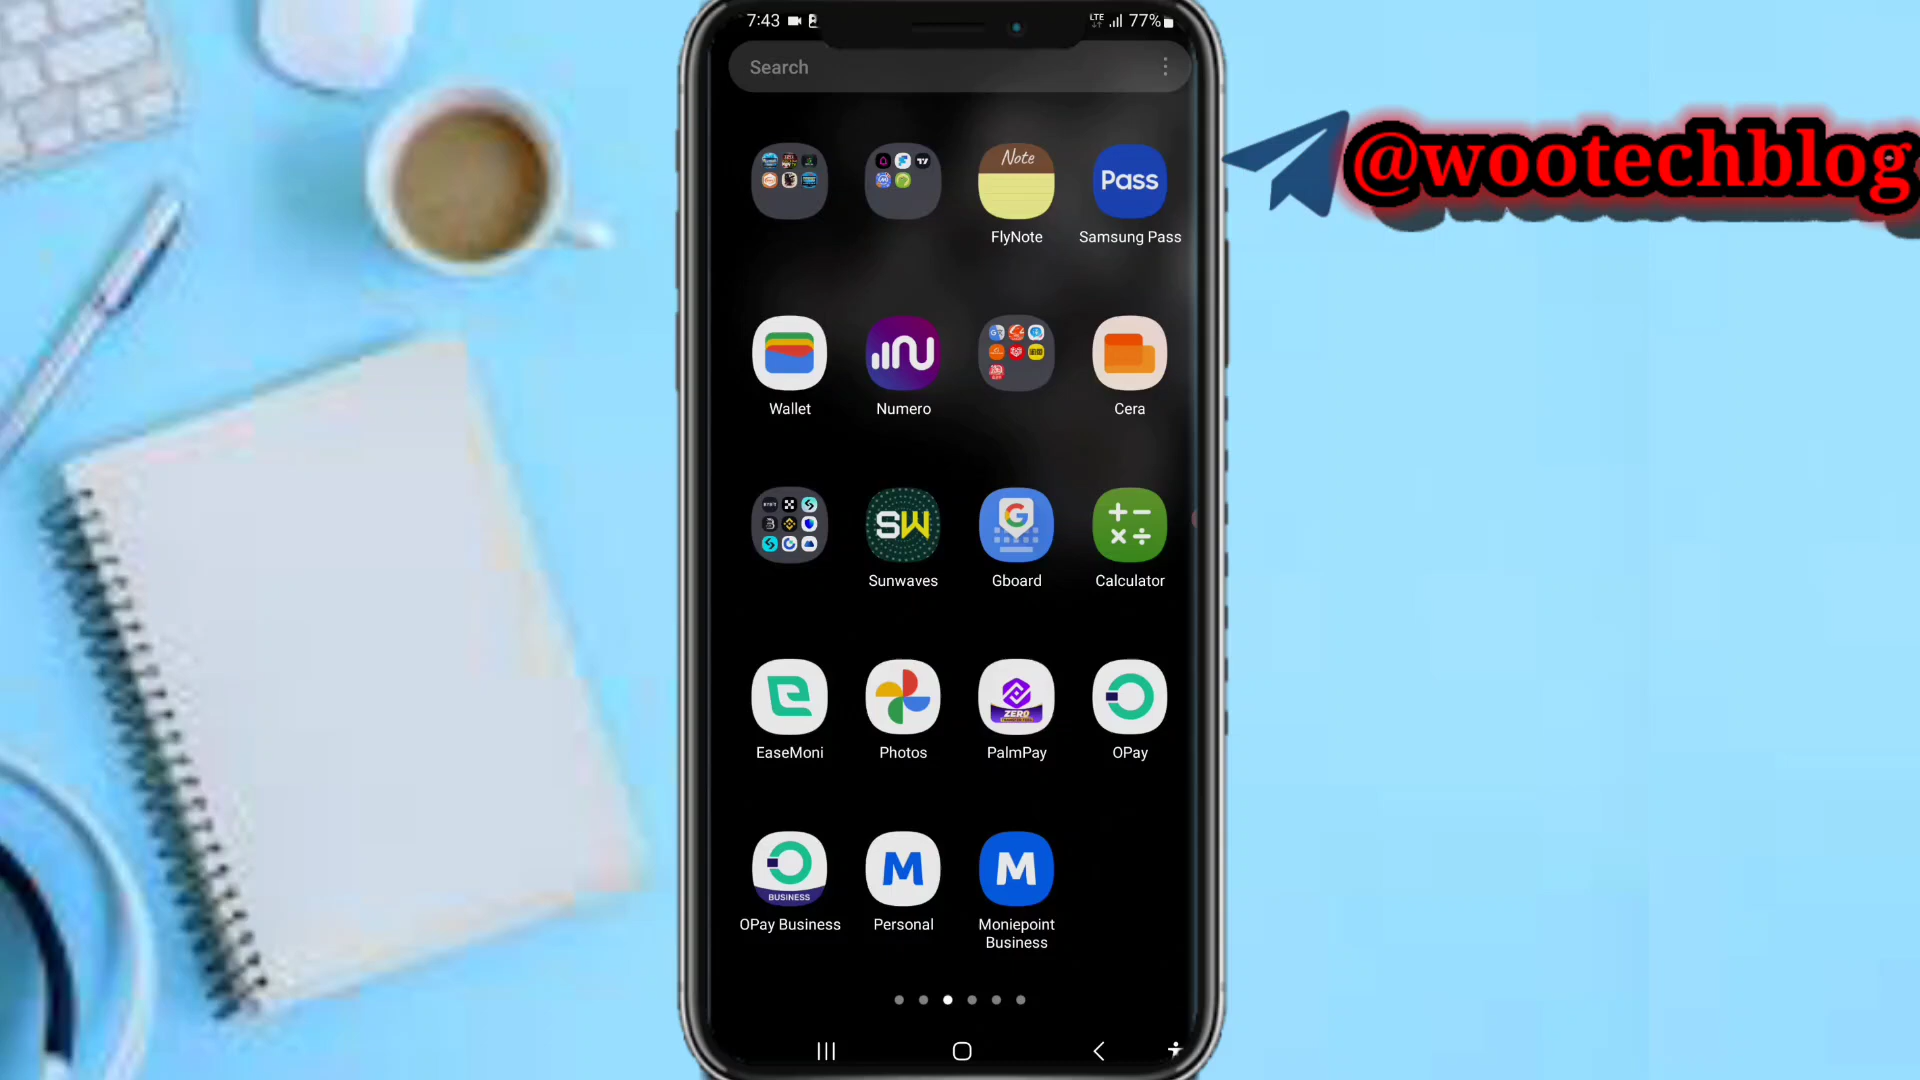 7:43
LTE 77%
Search
@wootechblog
Note
Pass
FlyNote
Samsung Pass
Wallet
Numero
Cera
SW
Sunwaves
Gboard
Calculator
ZERO
EaseMoni
Photos
PalmPay
OPay
BUSINESS
M
M
OPay Business
Personal
Moniepoint
Business